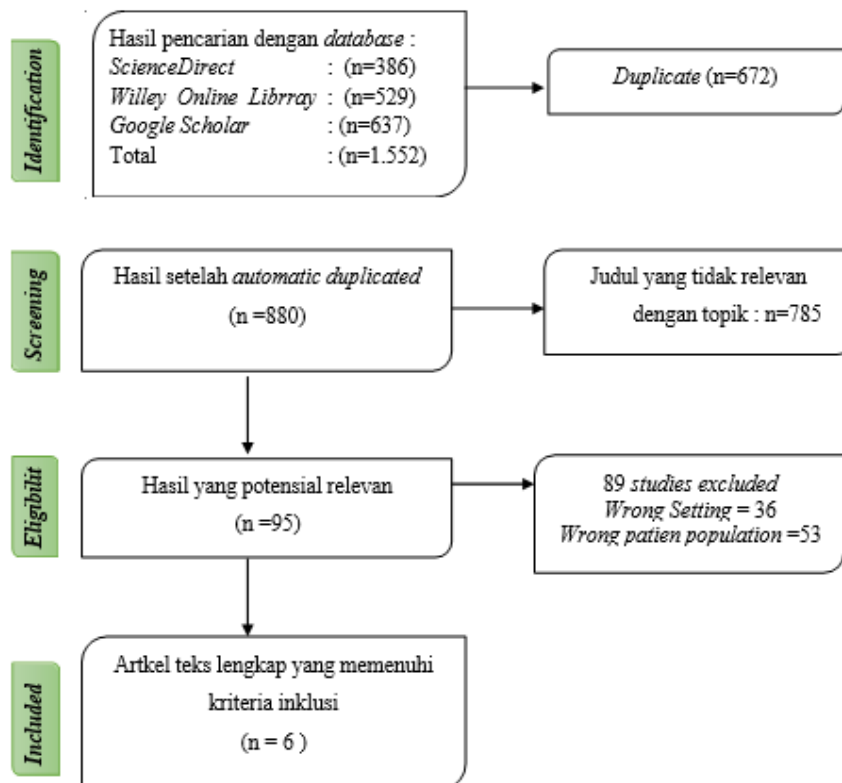 Identification
Hasil pencarian dengan database :
ScienceDirect : (n=386)
Willey Online Librray : (n=529)
Google Scholar : (n=637)
Total : (n=1.552)
Duplicate (n=672)
Screening
Hasil setelah automatic duplicated
(n =880)
Judul yang tidak relevan
dengan topik : n=785
Eligibilit
Hasil yang potensial relevan
(n =95)
89 studies excluded
Wrong Setting = 36
Wrong patien population =53
Included
Artkel teks lengkap yang memenuhi
kriteria inklusi
(n = 6 )